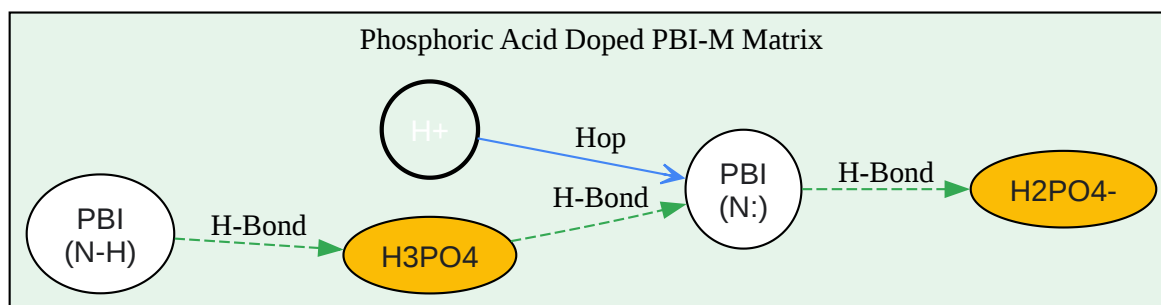 Phosphoric Acid Doped PBI-M Matrix
H+
Hop
PBI
(N-H)
H-Bond
H3PO4
H-Bond
PBI
(N:)
H-Bond
H2PO4-